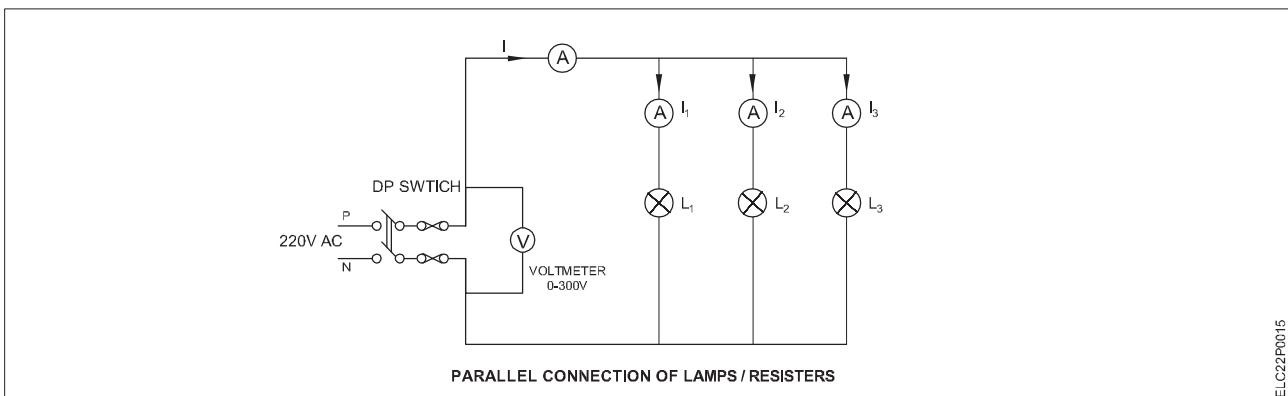 I
A
A I₁
A I₂
A I₃
DP SWTICH
P
220V AC
N
V
VOLTMETER
0-300V
L₁
L₂
L₃
PARALLEL CONNECTION OF LAMPS / RESISTERS
ELC22P0015